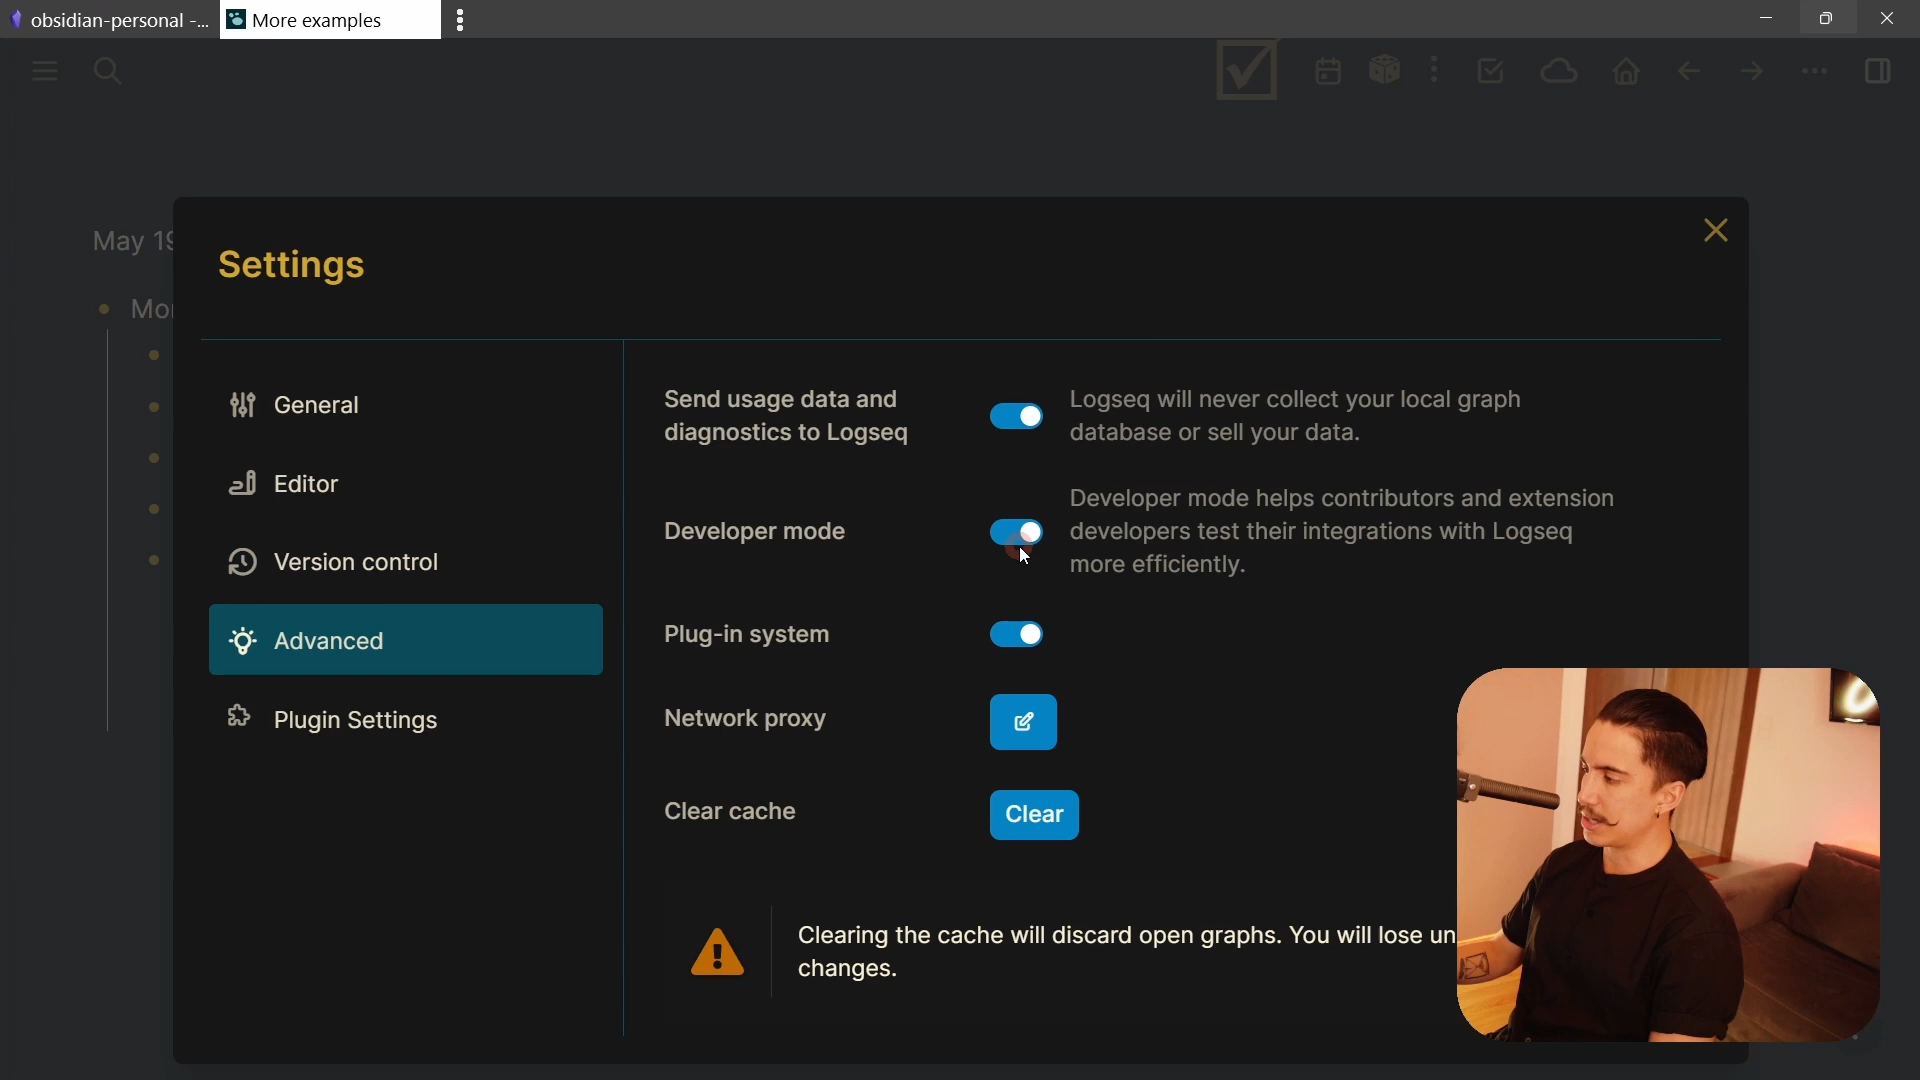 obsidian-personal -...
More examples
May 19
Mor
Settings
General
Editor
Version control
Advanced
Plugin Settings
Send usage data and
diagnostics to Logseq
Logseq will never collect your local graph
database or sell your data.
Developer mode
Developer mode helps contributors and extension
developers test their integrations with Logseq
more efficiently.
Plug-in system
Network proxy
Clear cache
Clear
Clearing the cache will discard open graphs. You will lose un
changes.